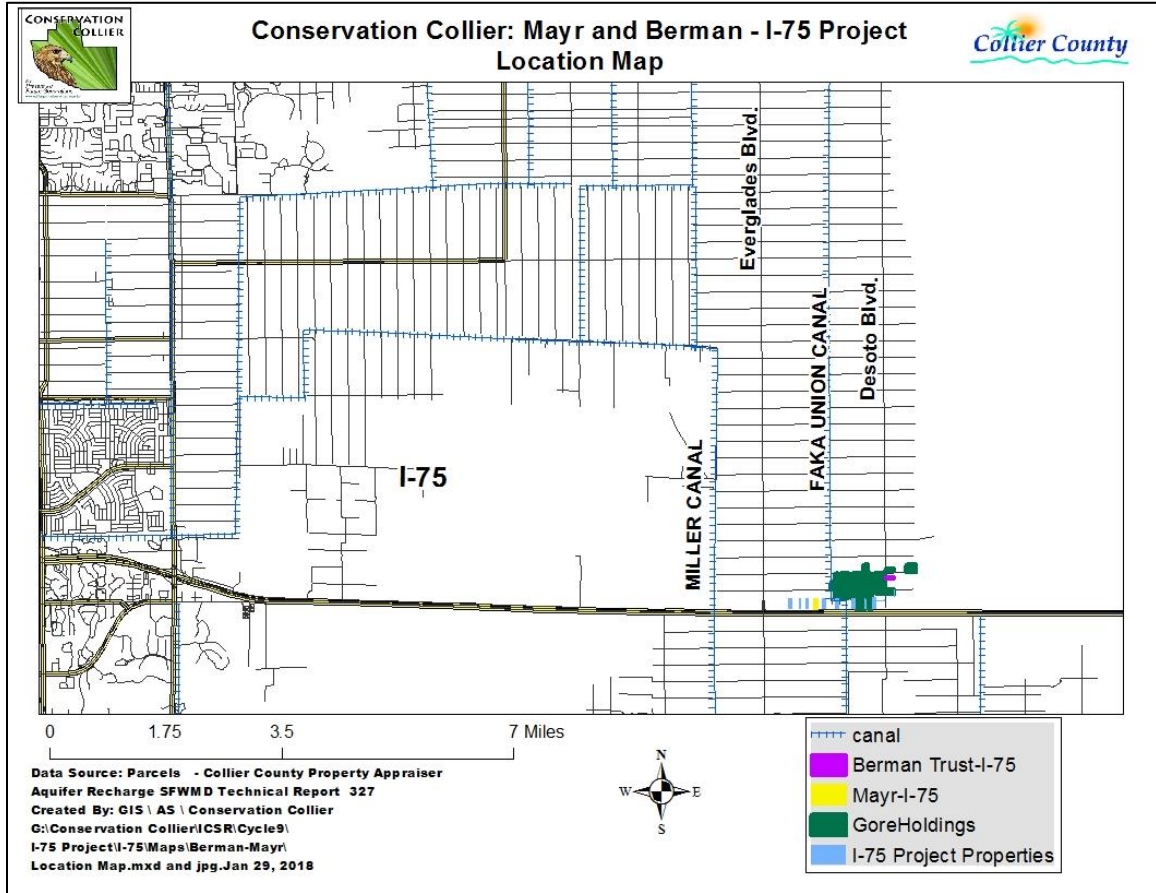 CONSERVATION
COLLIER
Conservation Collier: Mayr and Berman - I-75 Project
Location Map
Collier County
Everglades Blvd.
FAKA UNION CANAL
Desoto Blvd.
MILLER CANAL
I-75
0 1.75 3.5 7 Miles
Data Source: Parcels - Collier County Property Appraiser
Aquifer Recharge SFWMD Technical Report 327
Created By: GIS \ AS \ Conservation Collier
G:\Conservation Collier\ICSR\Cycle9\
I-75 Project\I-75\Maps\Berman-Mayr\
Location Map.mxd and jpg.Jan 29, 2018
N
W E
S
canal
Berman Trust-I-75
Mayr-I-75
GoreHoldings
I-75 Project Properties